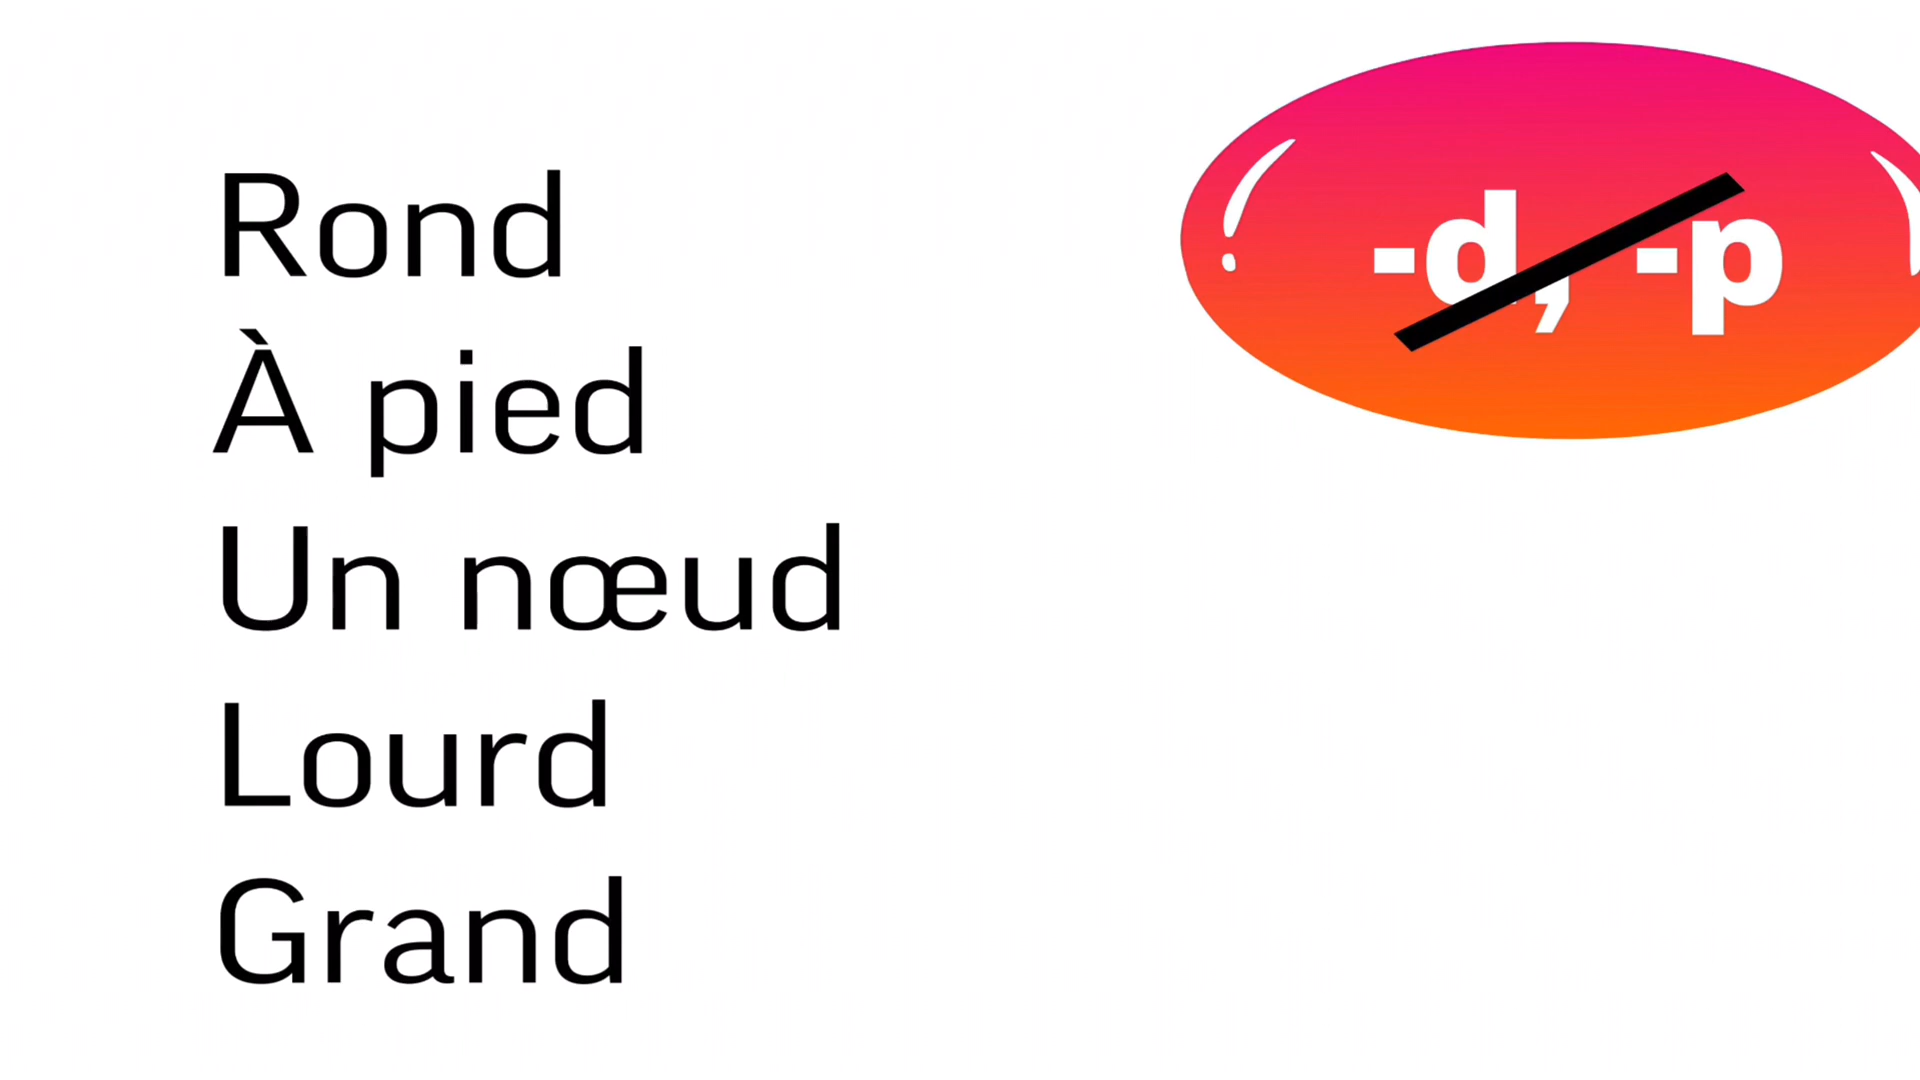 Rond
À pied
Un nœud
Lourd
Grand
-d, -p